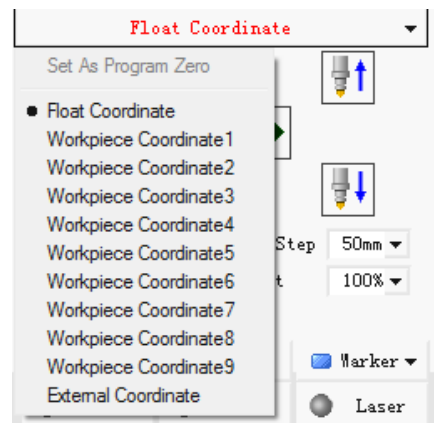 Float Coordinate
Set As Program Zero
Float Coordinate
Workpiece Coordinate1
Workpiece Coordinate2
Workpiece Coordinate3
Workpiece Coordinate4
Workpiece Coordinate5
Workpiece Coordinate6
Workpiece Coordinate7
Workpiece Coordinate8
Workpiece Coordinate9
External Coordinate
Step 50mm
t 100%
Marker
Laser